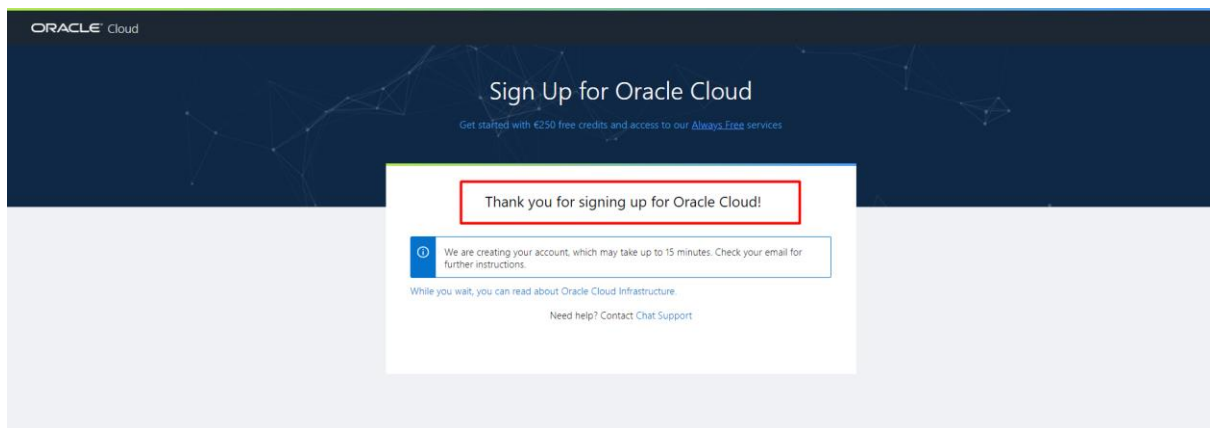 ORACLE Cloud
Sign Up for Oracle Cloud
Get started with €250 free credits and access to our Always Free services
Thank you for signing up for Oracle Cloud!
We are creating your account, which may take up to 15 minutes. Check your email for
further instructions.
While you wait, you can read about Oracle Cloud Infrastructure.
Need help? Contact Chat Support